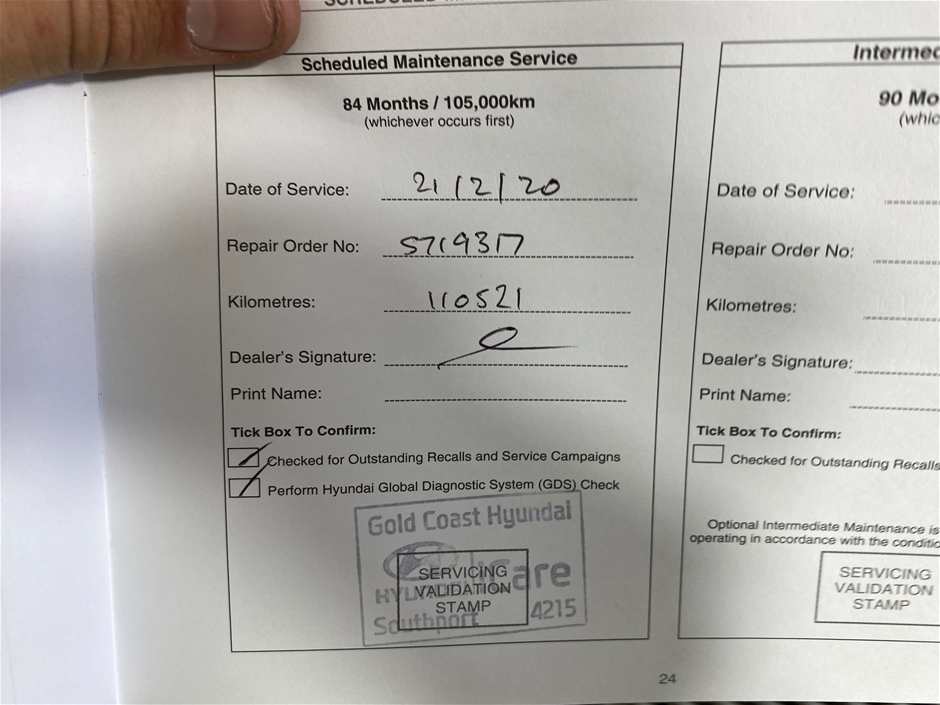 Scheduled Maintenance Service
84 Months / 105,000km
(whichever occurs first)
Date of Service: 21/2/20
Repair Order No: S719317
Kilometres: 110521
Dealer's Signature:
Print Name:
Tick Box To Confirm:
Checked for Outstanding Recalls and Service Campaigns
Perform Hyundai Global Diagnostic System (GDS) Check
Gold Coast Hyundai
SERVICING
VALIDATION
STAMP
Southport 4215
Intermed
90 Mo
(whic
Date of Service:
Repair Order No:
Kilometres:
Dealer's Signature:
Print Name:
Tick Box To Confirm:
Checked for Outstanding Recalls
Optional Intermediate Maintenance is
operating in accordance with the conditio
SERVICING
VALIDATION
STAMP
24